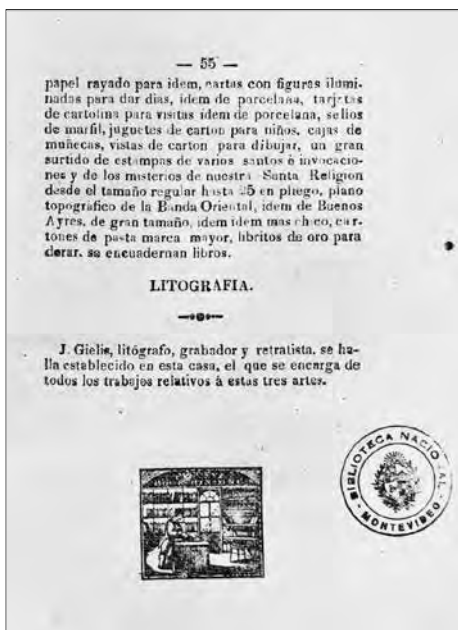 — 55 —
papel rayado para idem, cartas con figuras ilumi-
nadas para dar dias, idem de porcelana, tarjetas
de cartolina para visitas idem de porcelana, sellos
de marfil, juguetes de carton para niños, cajas de
muñecas, vistas de carton para dibujar, un gran
surtido de estampas de varios santos é invocacio-
nes y de los misterios de nuestra Santa Religion
desde el tamaño regular hasta 25 en pliego, plano
topográfico de la Banda Oriental, idem de Buenos
Ayres, de gran tamaño, idem idem mas chico, car-
tones de pasta marca mayor, libritos de oro para
dorar. se encuadernan libros.
LITOGRAFIA.
J. Gielis, litógrafo, grabador y retratista. se ha-
lla establecido en esta casa, el que se encarga de
todos los trabajos relativos á estas tres artes.
BIBLIOTECA NACIONAL
MONTEVIDEO